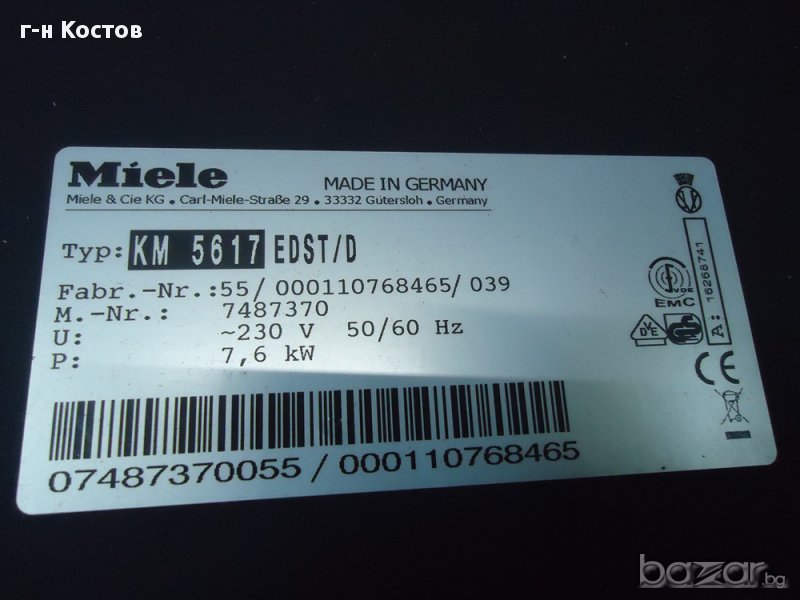 г-н Костов
Miele MADE IN GERMANY
Miele & Cie KG . Carl-Miele-Straße 29 . 33332 Gütersloh . Germany
Typ: KM 5617 EDST/D
Fabr.-Nr.:55/000110768465/039
M.-Nr.: 7487370
U: ~230 V 50/60 Hz
P: 7,6 kW
07487370055/000110768465
VDE
EMC
VDE
A: 16268741
CE
bazar.bg